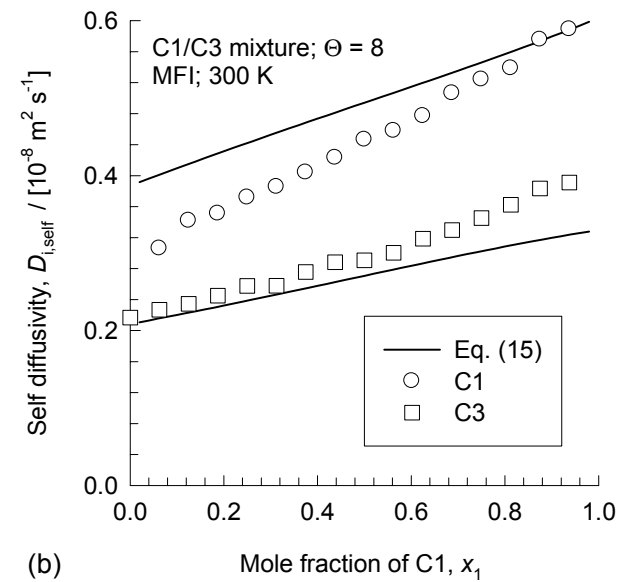 0.6
0.4
0.2
0.0
Self diffusivity, D_i,self / [10⁻⁸ m² s⁻¹]
C1/C3 mixture; Θ = 8
MFI; 300 K
Eq. (15)
C1
C3
0.0 0.2 0.4 0.6 0.8 1.0
(b) Mole fraction of C1, x₁